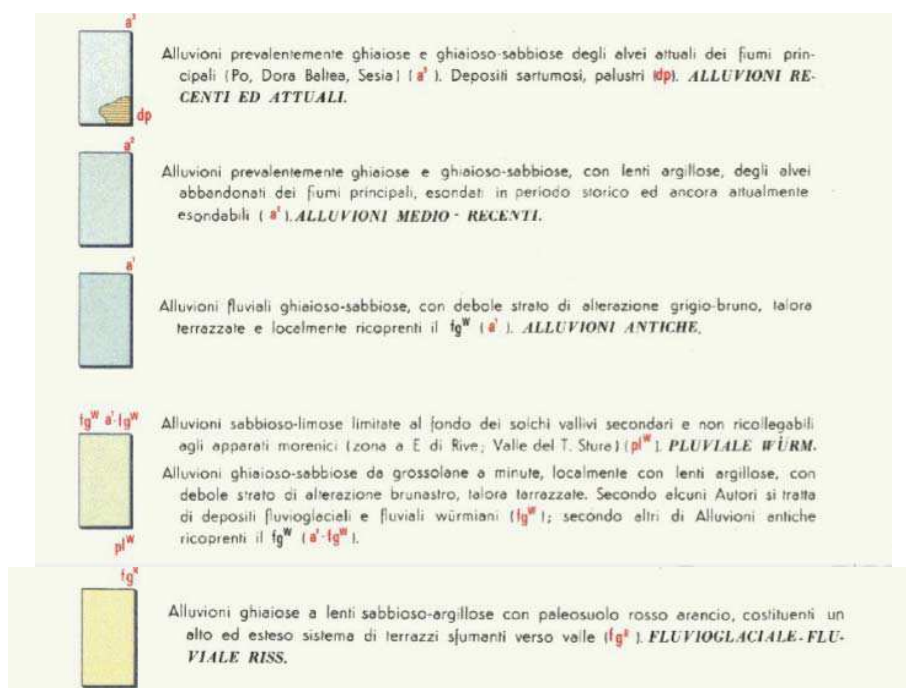 a³
Alluvioni prevalentemente ghiaiose e ghiaioso-sabbiose degli alvei attuali dei fiumi prin-
cipali (Po, Dora Baltea, Sesia) (a³). Depositi sartumosi, palustri (dp). ALLUVIONI RE-
CENTI ED ATTUALI.
dp
a²
Alluvioni prevalentemente ghiaiose e ghiaioso-sabbiose, con lenti argillose, degli alvei
abbandonati dei fiumi principali, esondati in periodo storico ed ancora attualmente
esondabili (a²). ALLUVIONI MEDIO - RECENTI.
a¹
Alluvioni fluviali ghiaioso-sabbiose, con debole strato di alterazione grigio-bruno, talora
terrazzate e localmente ricoprenti il fgᵂ (a¹). ALLUVIONI ANTICHE.
fgᵂ a¹-fgᵂ
Alluvioni sabbioso-limose limitate al fondo dei solchi vallivi secondari e non ricollegabili
agli apparati morenici (zona a E di Rive; Valle del T. Stura) (plᵂ). PLUVIALE WÜRM.
Alluvioni ghiaioso-sabbiose da grossolane a minute, localmente con lenti argillose, con
debole strato di alterazione brunastro, talora terrazzate. Secondo alcuni Autori si tratta
di depositi fluvioglaciali e fluviali würmiani (fgᵂ); secondo altri di Alluvioni antiche
ricoprenti il fgᵂ (a¹-fgᵂ).
plᵂ
fgᴿ
Alluvioni ghiaiose a lenti sabbioso-argillose con paleosuolo rosso arancio, costituenti un
alto ed esteso sistema di terrazzi sfumanti verso valle (fgᴿ). FLUVIOGLACIALE-FLU-
VIALE RISS.